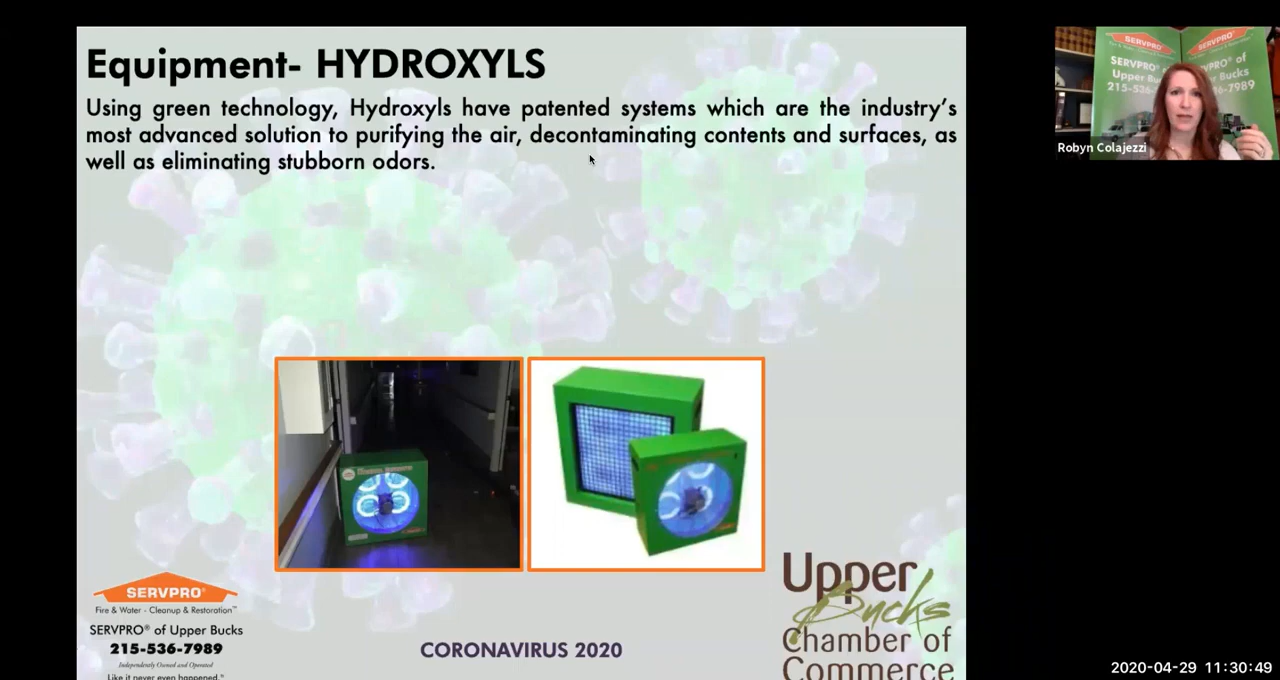 Equipment- HYDROXYLS
Using green technology, Hydroxyls have patented systems which are the industry's
most advanced solution to purifying the air, decontaminating contents and surfaces, as
well as eliminating stubborn odors.
SERVPRO®
Fire & Water - Cleanup & Restoration™
SERVPRO® of Upper Bucks
215-536-7989
Independently Owned and Operated
Like it never even happened.®
CORONAVIRUS 2020
Upper
Bucks
Chamber of
Commerce
SERVPRO
SERVPRO
Robyn Colajezzi
2020-04-29 11:30:49